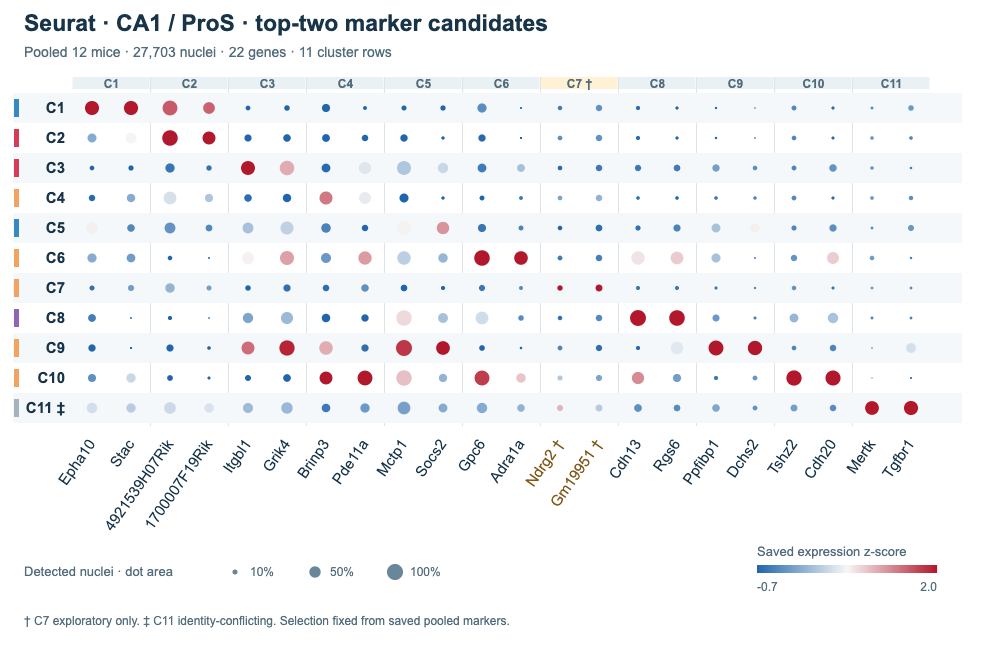 Seurat · CA1 / ProS · top-two marker candidates
Pooled 12 mice · 27,703 nuclei · 22 genes · 11 cluster rows
C1 C2 C3 C4 C5 C6 C7 † C8 C9 C10 C11
C1
C2
C3
C4
C5
C6
C7
C8
C9
C10
C11 ‡
Epha10
Stac
4921539H07Rik
1700007F19Rik
Itgbl1
Grik4
Brinp3
Pde11a
Mctp1
Socs2
Gpc6
Adra1a
Ndrg2 †
Gm19951 †
Cdh13
Rgs6
Ppfibp1
Dchs2
Tshz2
Cdh20
Mertk
Tgfbr1
Saved expression z-score
Detected nuclei · dot area 10% 50% 100%
-0.7 2.0
† C7 exploratory only. ‡ C11 identity-conflicting. Selection fixed from saved pooled markers.